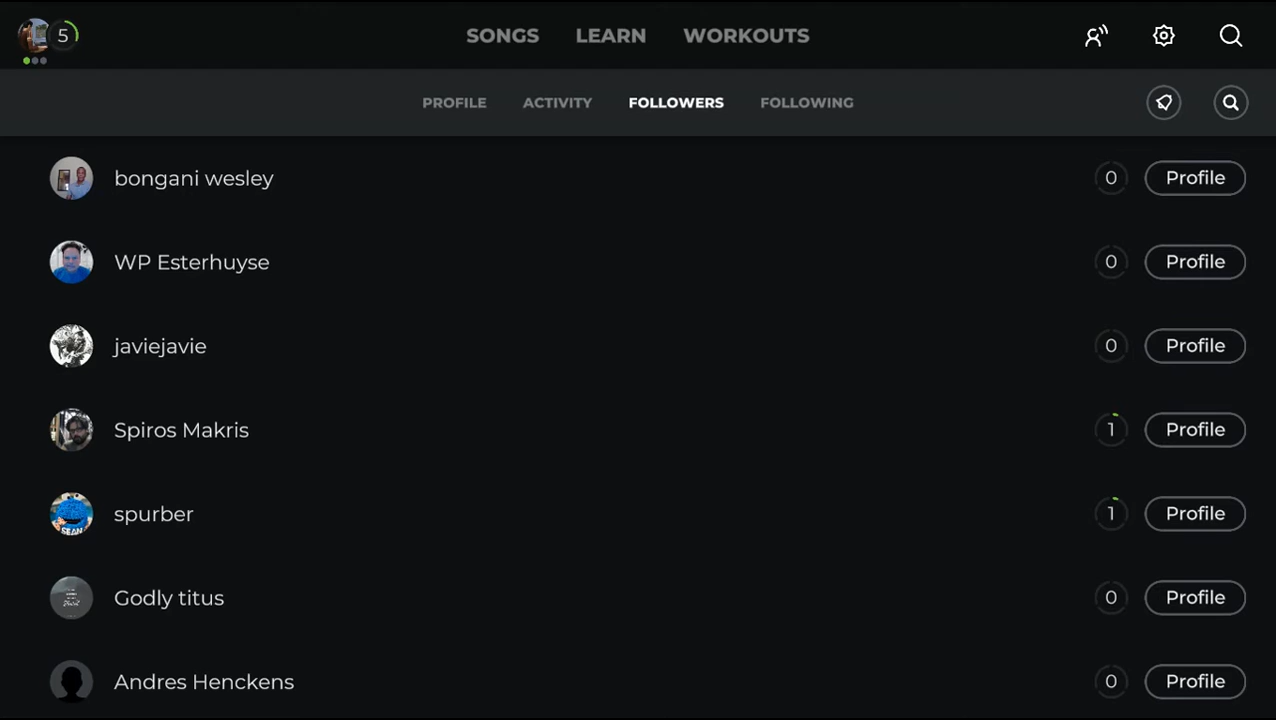 5
SONGS LEARN WORKOUTS
PROFILE ACTIVITY FOLLOWERS FOLLOWING
bongani wesley 0 Profile
WP Esterhuyse 0 Profile
javiejavie 0 Profile
Spiros Makris 1 Profile
SEAN
spurber 1 Profile
Godly titus 0 Profile
Andres Henckens 0 Profile